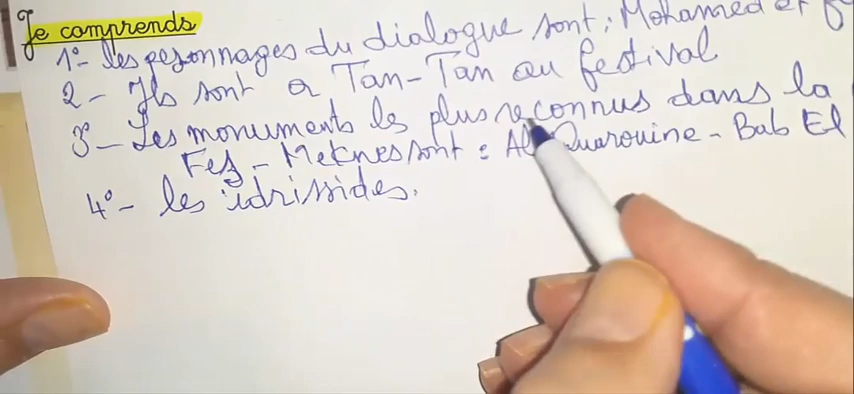 Je comprends
1°- les personnages du dialogue sont : Mohamed et
2 - Ils sont a Tan-Tan au festival
3°- Les monuments les plus reconnus dans la
Fes - Meknes sont : Al Quarouine - Bab El
4°- les idrissides.